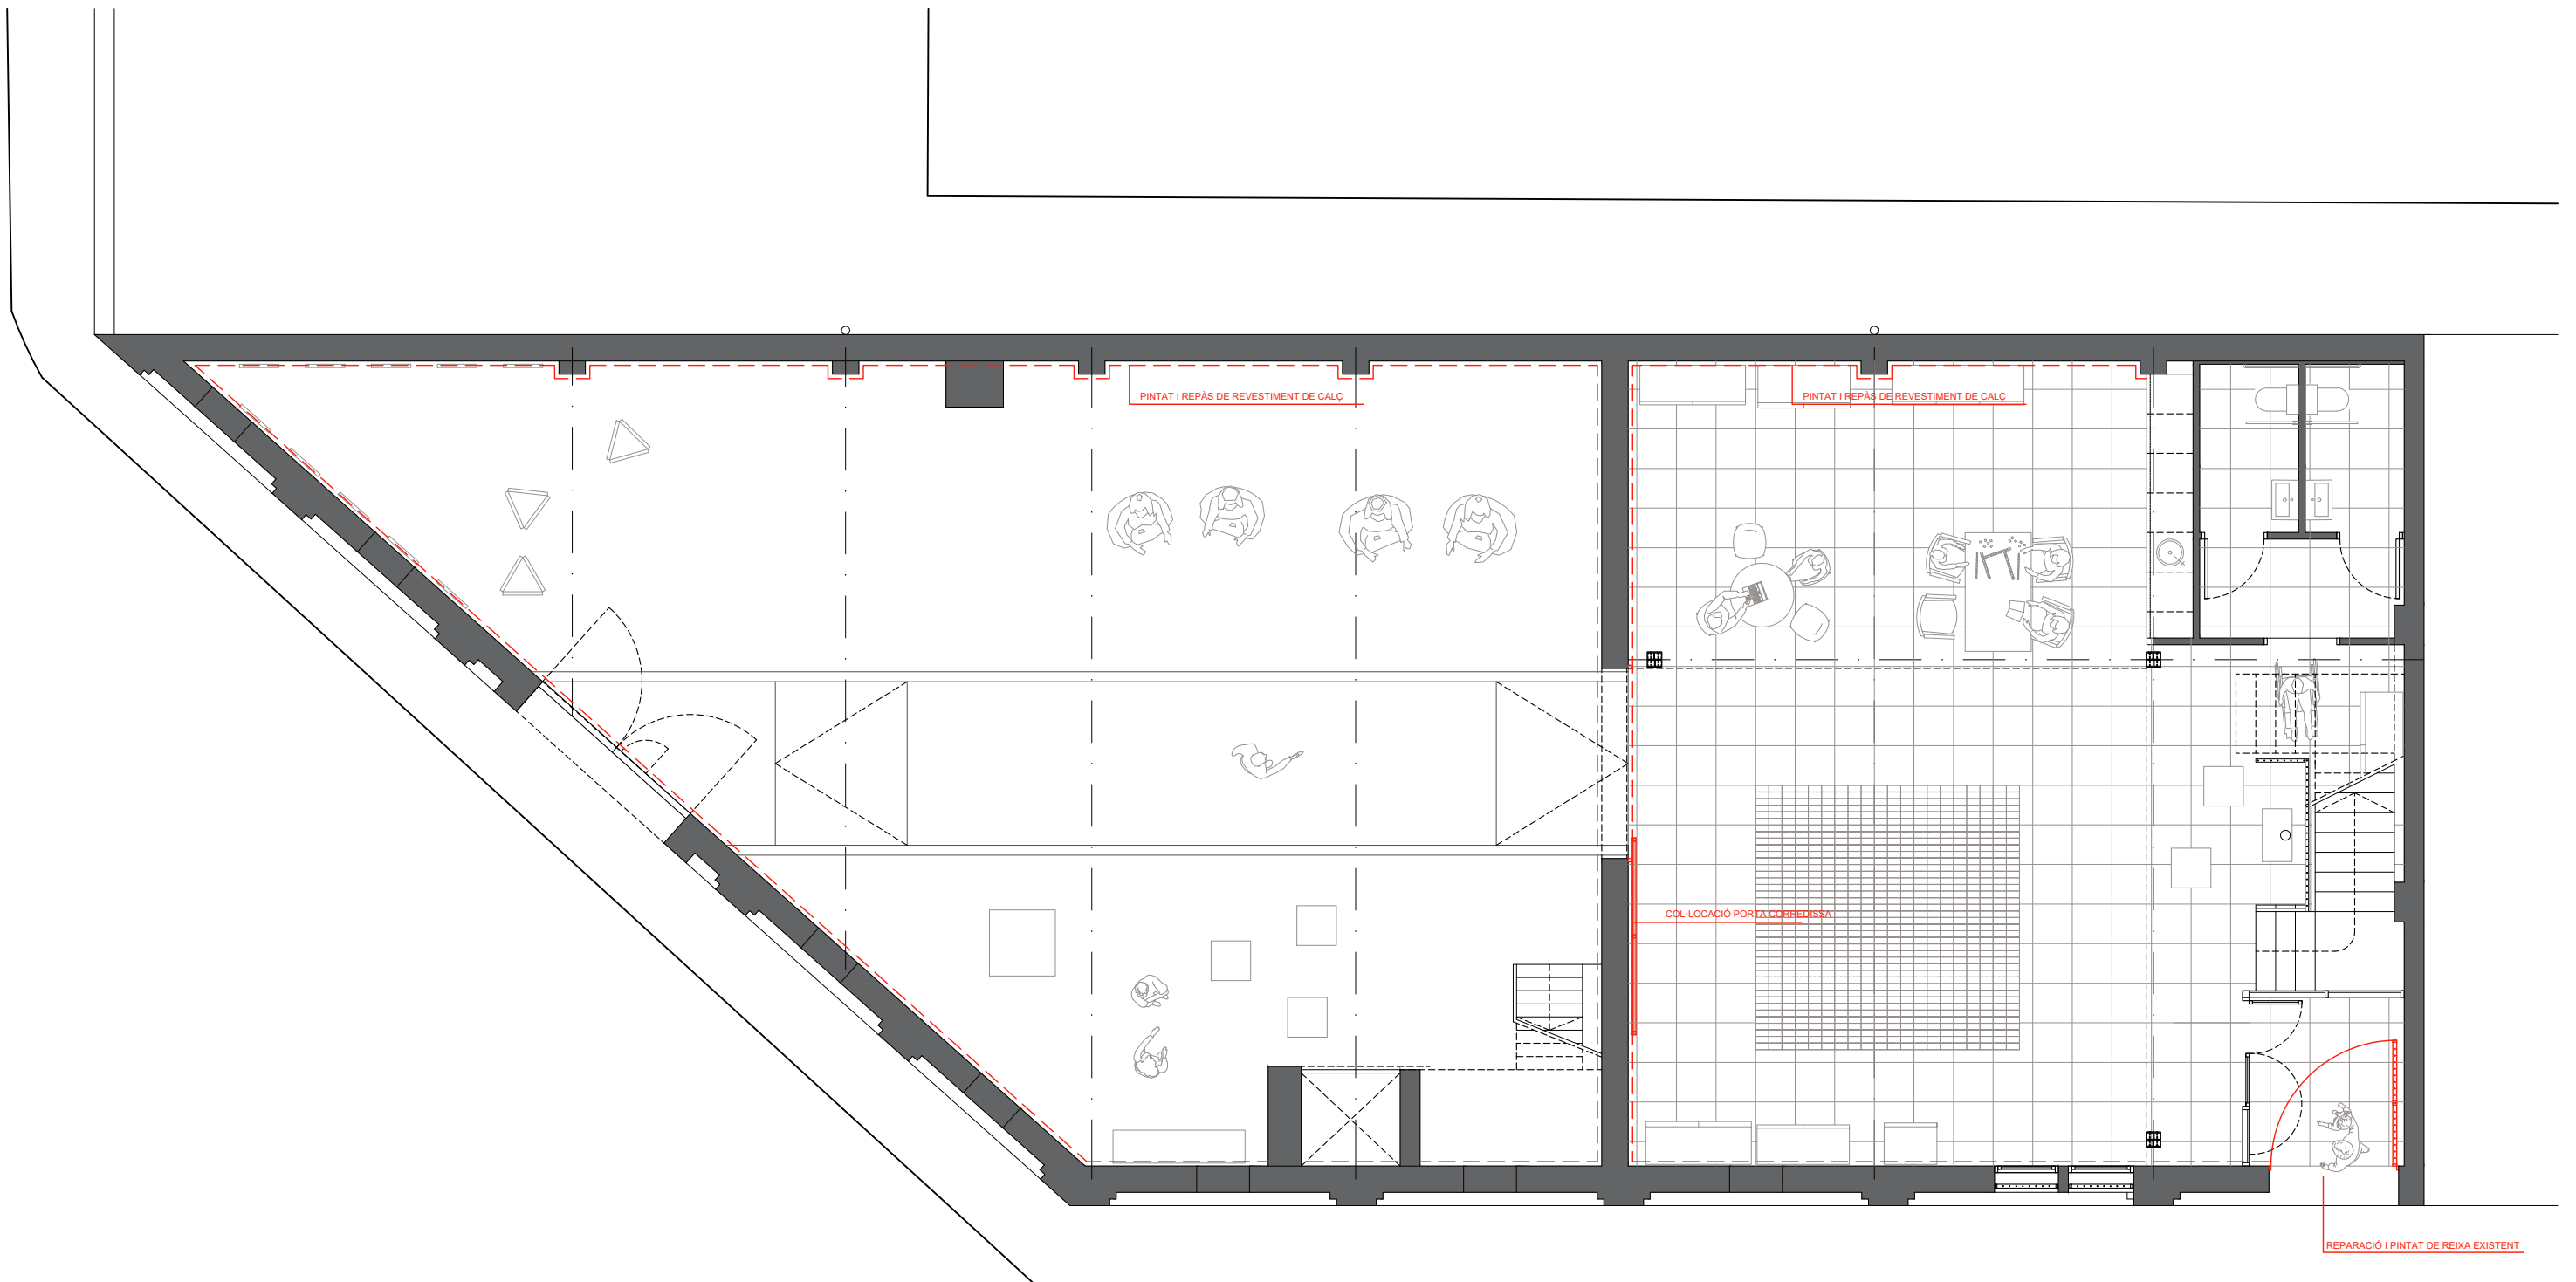 PINTAT I REPÀS DE REVESTIMENT DE CALÇ
PINTAT I REPÀS DE REVESTIMENT DE CALÇ
COL·LOCACIÓ PORTA CORREDISSA
REPARACIÓ I PINTAT DE REIXA EXISTENT